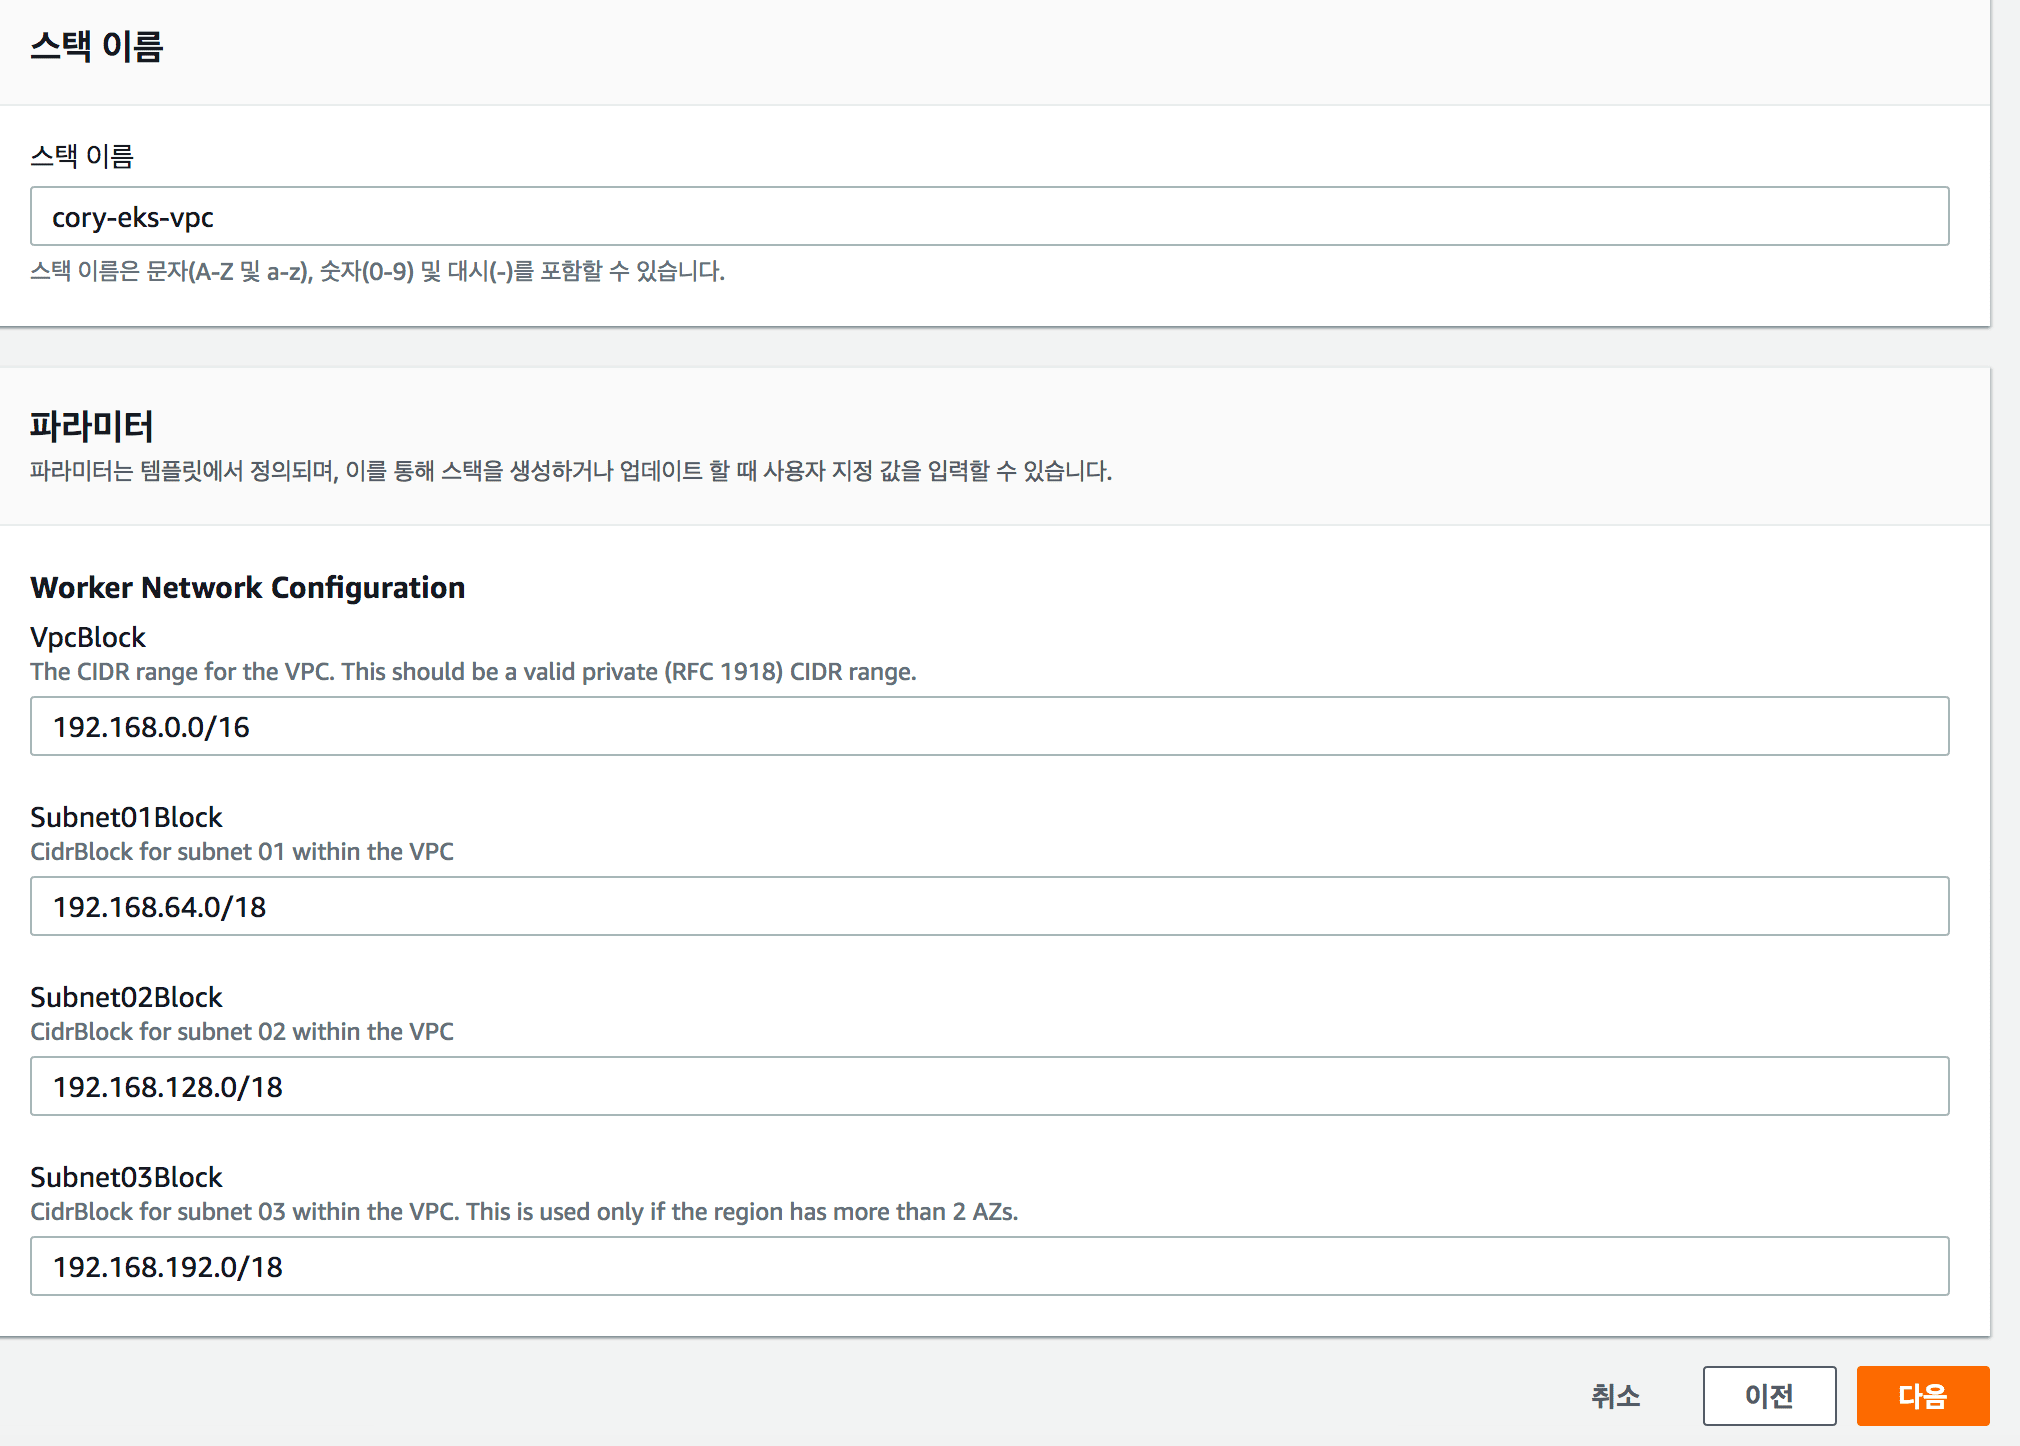 스택 이름
스택 이름
cory-eks-vpc
스택 이름은 문자(A-Z 및 a-z), 숫자(0-9) 및 대시(-)를 포함할 수 있습니다.
파라미터
파라미터는 템플릿에서 정의되며, 이를 통해 스택을 생성하거나 업데이트 할 때 사용자 지정 값을 입력할 수 있습니다.
Worker Network Configuration
VpcBlock
The CIDR range for the VPC. This should be a valid private (RFC 1918) CIDR range.
192.168.0.0/16
Subnet01Block
CidrBlock for subnet 01 within the VPC
192.168.64.0/18
Subnet02Block
CidrBlock for subnet 02 within the VPC
192.168.128.0/18
Subnet03Block
CidrBlock for subnet 03 within the VPC. This is used only if the region has more than 2 AZs.
192.168.192.0/18
취소 이전 다음